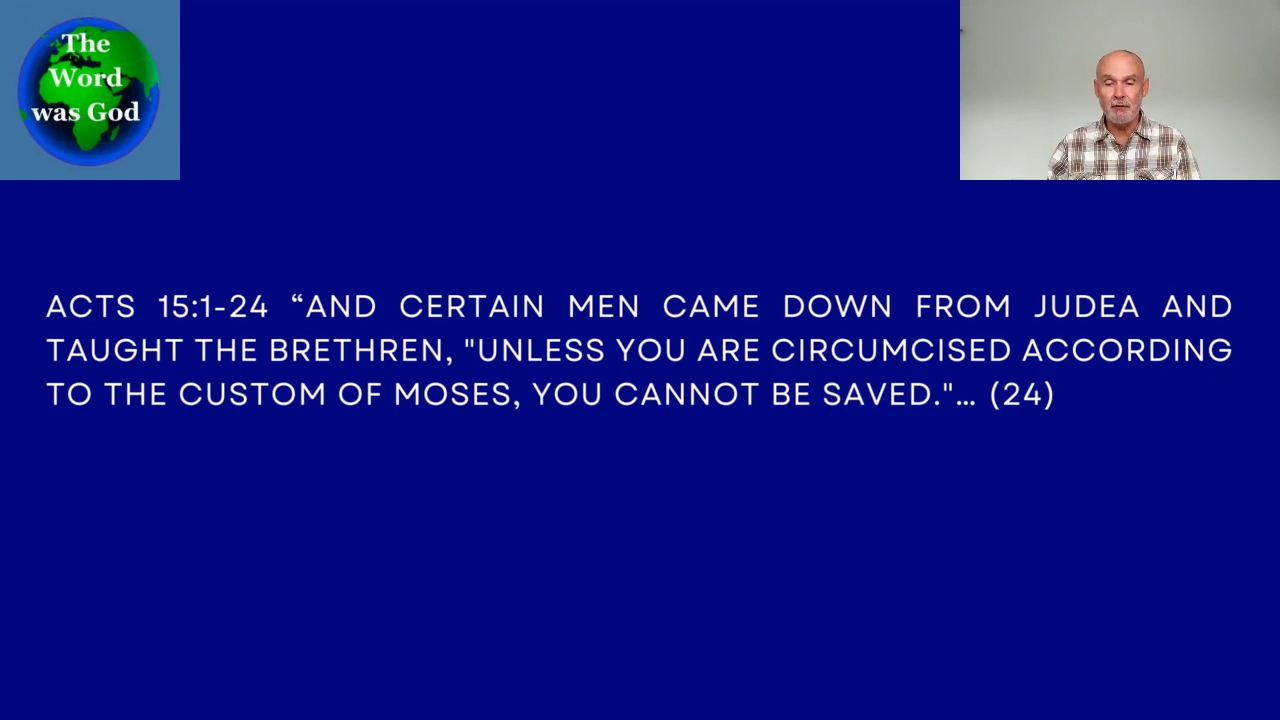 The
Word
was God
ACTS 15:1-24 “AND CERTAIN MEN CAME DOWN FROM JUDEA AND
TAUGHT THE BRETHREN, "UNLESS YOU ARE CIRCUMCISED ACCORDING
TO THE CUSTOM OF MOSES, YOU CANNOT BE SAVED."… (24)